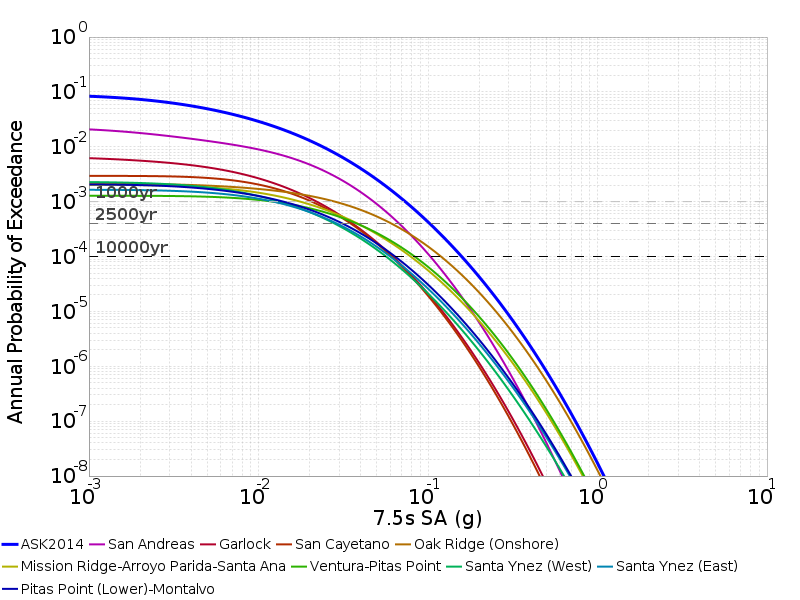 10^0
10^-1
10^-2
10^-3
10^-4
10^-5
10^-6
10^-7
10^-8
Annual Probability of Exceedance
1000yr
2500yr
10000yr
10^-3 10^-2 10^-1 10^0 10^1
7.5s SA (g)
ASK2014 San Andreas Garlock San Cayetano Oak Ridge (Onshore)
Mission Ridge-Arroyo Parida-Santa Ana Ventura-Pitas Point Santa Ynez (West) Santa Ynez (East)
Pitas Point (Lower)-Montalvo